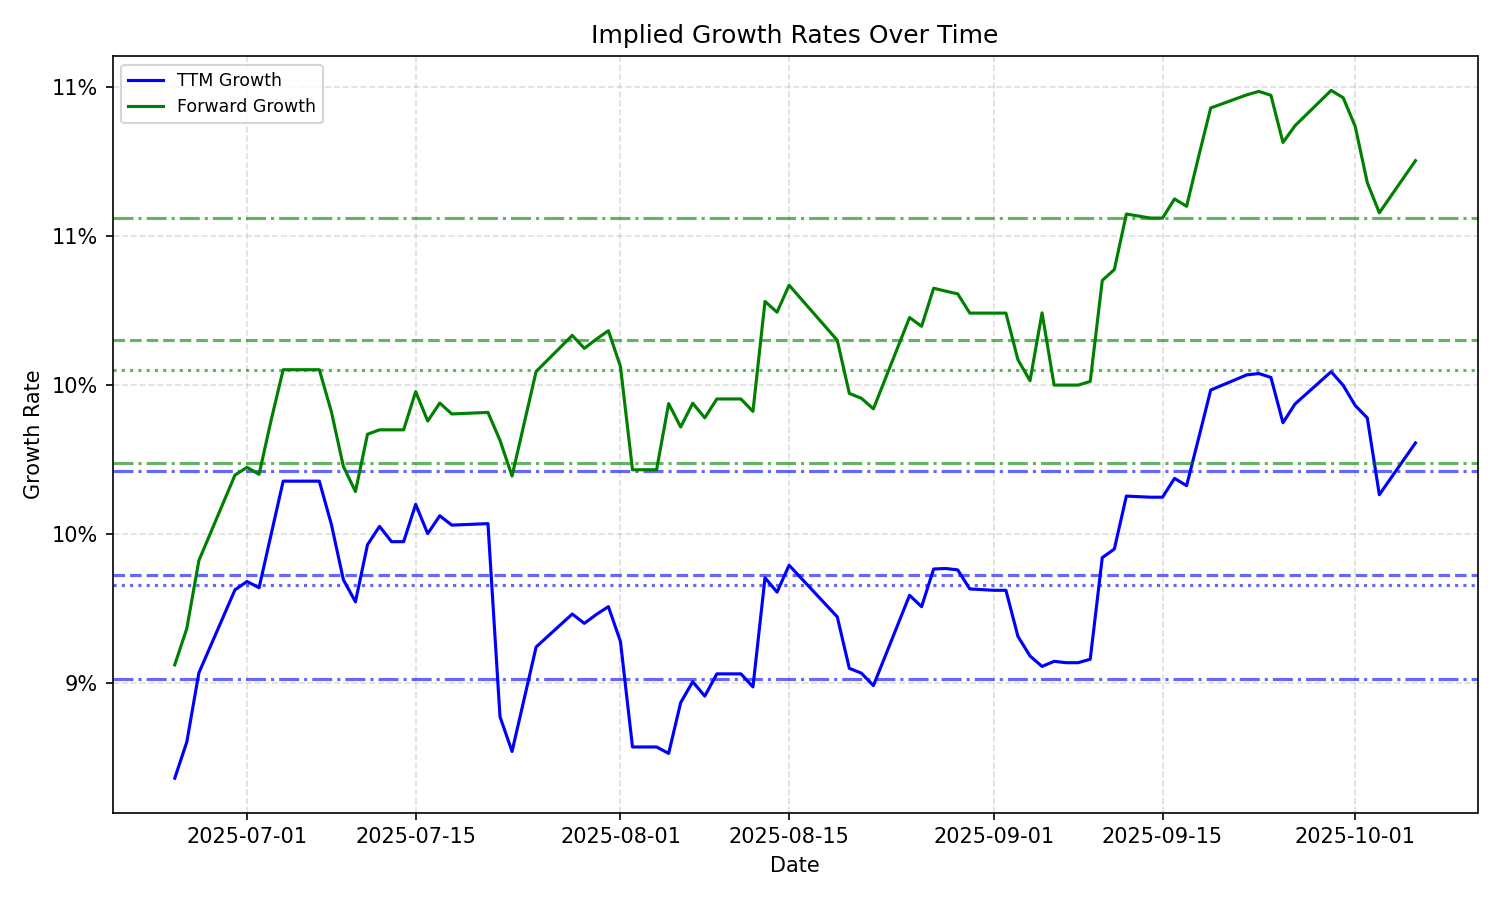 Implied Growth Rates Over Time
TTM Growth
Forward Growth
Growth Rate
11%
11%
10%
10%
9%
2025-07-01
2025-07-15
2025-08-01
2025-08-15
2025-09-01
2025-09-15
2025-10-01
Date